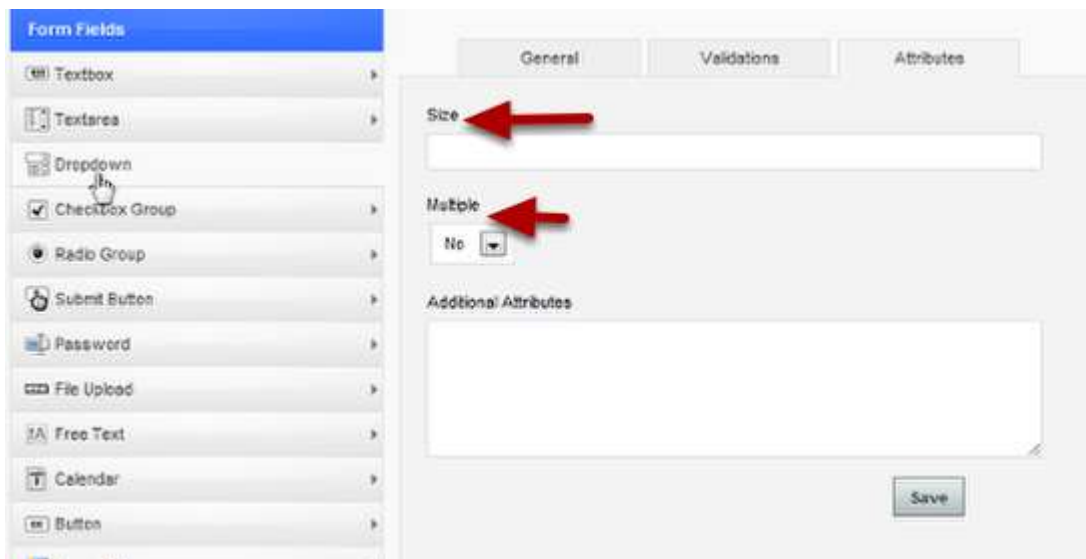 Form Fields
Textbox
Textarea
Dropdown
Checkbox Group
Radio Group
Submit Button
Password
File Upload
Free Text
Calendar
Button
General
Validations
Attributes
Size
Multiple
No
Additional Attributes
Save